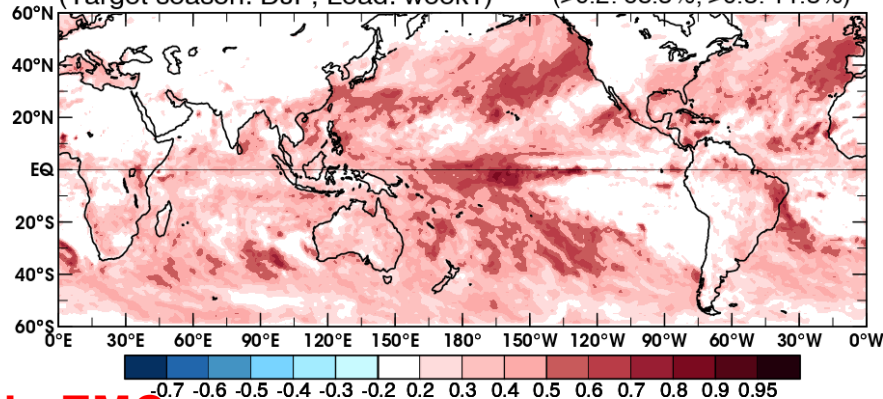 (Target season: DJF, Lead: week1)
60°N
40°N
20°N
EQ
20°S
40°S
60°S
0°E 30°E 60°E 90°E 120°E 150°E 180° 150°W 120°W 90°W 60°W 30°W 0°W
-0.7 -0.6 -0.5 -0.4 -0.3 -0.2 0.2 0.3 0.4 0.5 0.6 0.7 0.8 0.9 0.95